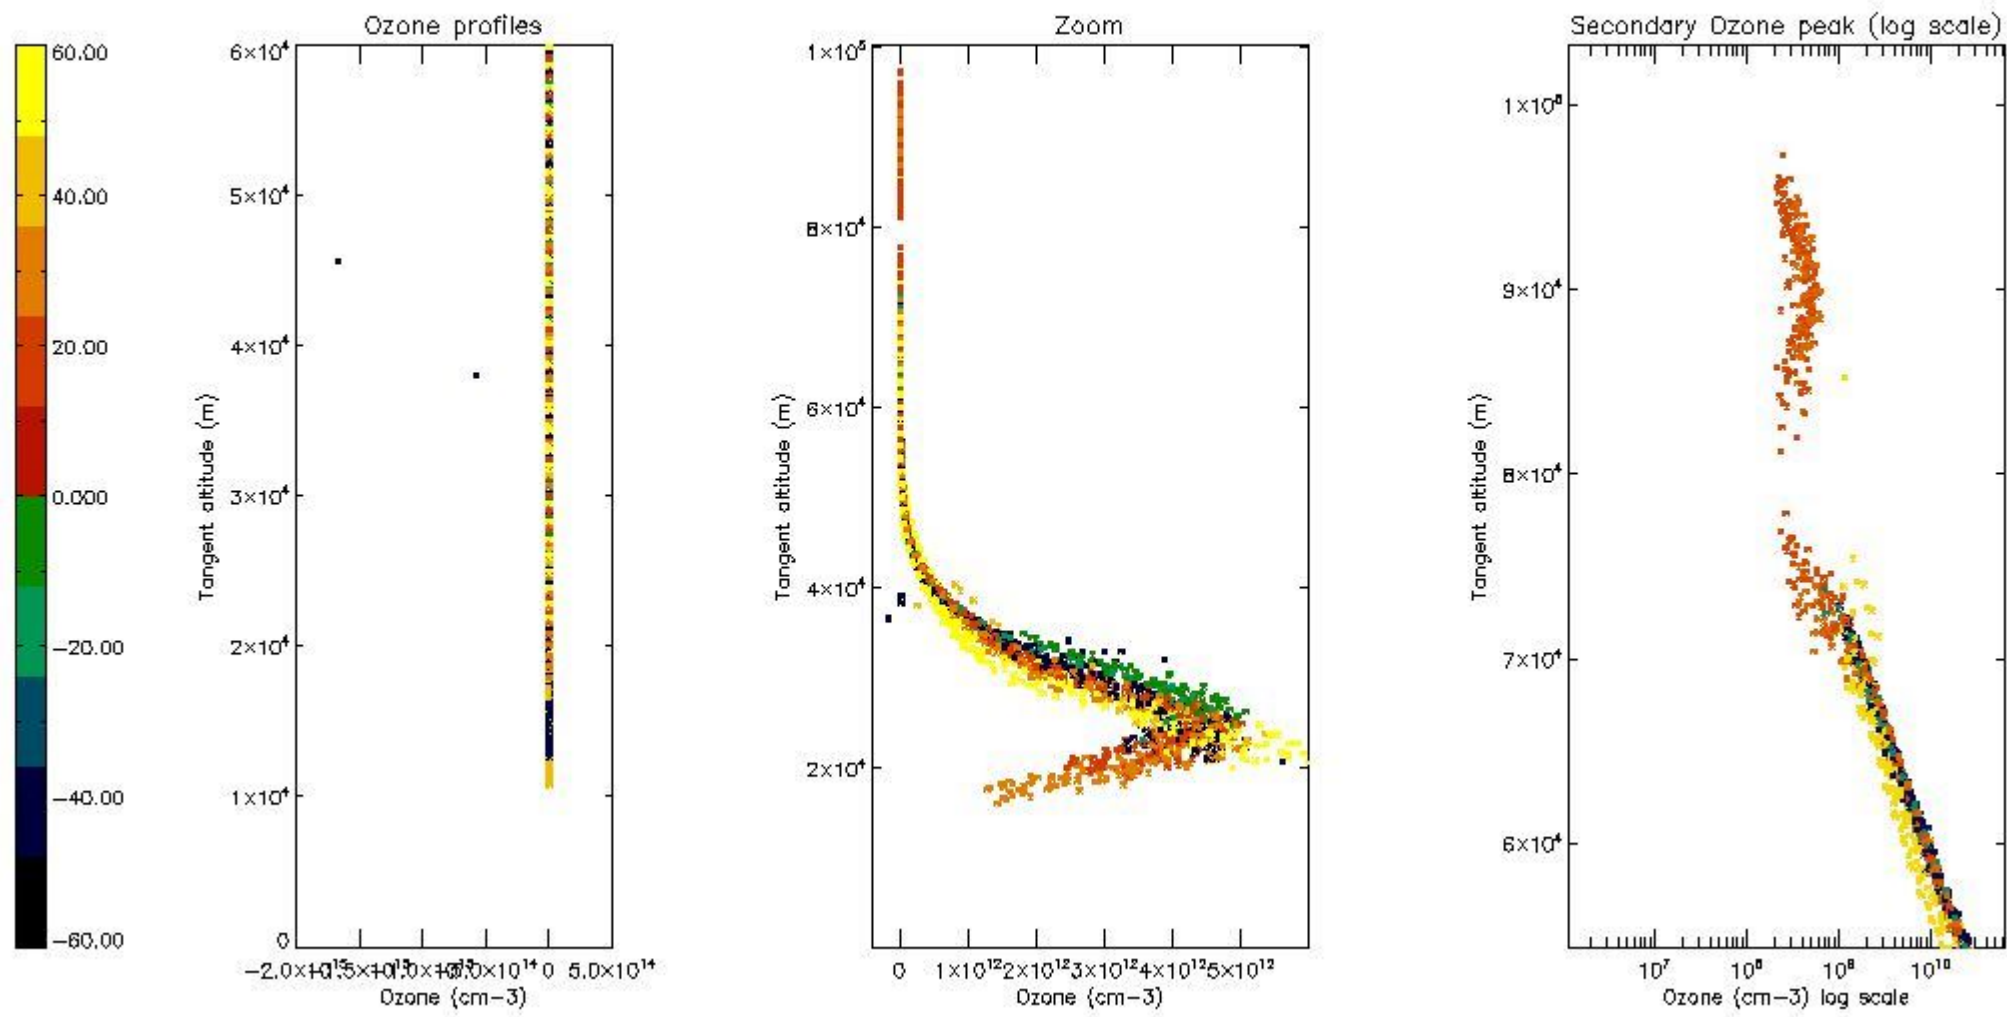 Ozone profiles
Zoom
Secondary Ozone peak (log scale)
60.00
40.00
20.00
0.000
−20.00
−40.00
−60.00
6×10⁴
5×10⁴
4×10⁴
3×10⁴
2×10⁴
1×10⁴
0
Tangent altitude (m)
5.0×10¹⁴
0
Ozone (cm−3)
1×10⁵
8×10⁴
6×10⁴
4×10⁴
2×10⁴
Tangent altitude (m)
0 1×10¹² 2×10¹² 3×10¹² 4×10¹² 5×10¹²
Ozone (cm−3)
9×10⁴
8×10⁴
7×10⁴
6×10⁴
Tangent altitude (m)
10⁷ 10¹⁰
Ozone (cm−3) log scale